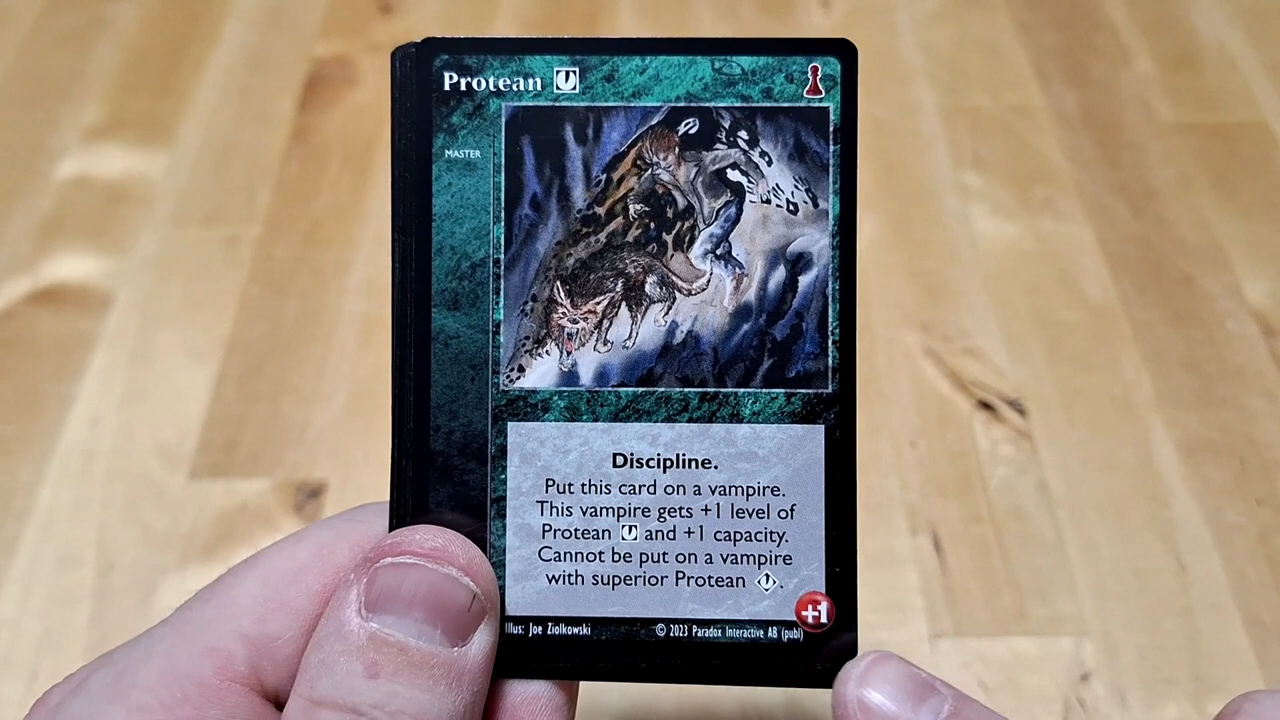 Protean
MASTER
Discipline.
Put this card on a vampire.
This vampire gets +1 level of
Protean and +1 capacity.
Cannot be put on a vampire
with superior Protean .
+1
Illus: Joe Ziolkowski
© 2023 Paradox Interactive AB (publ)